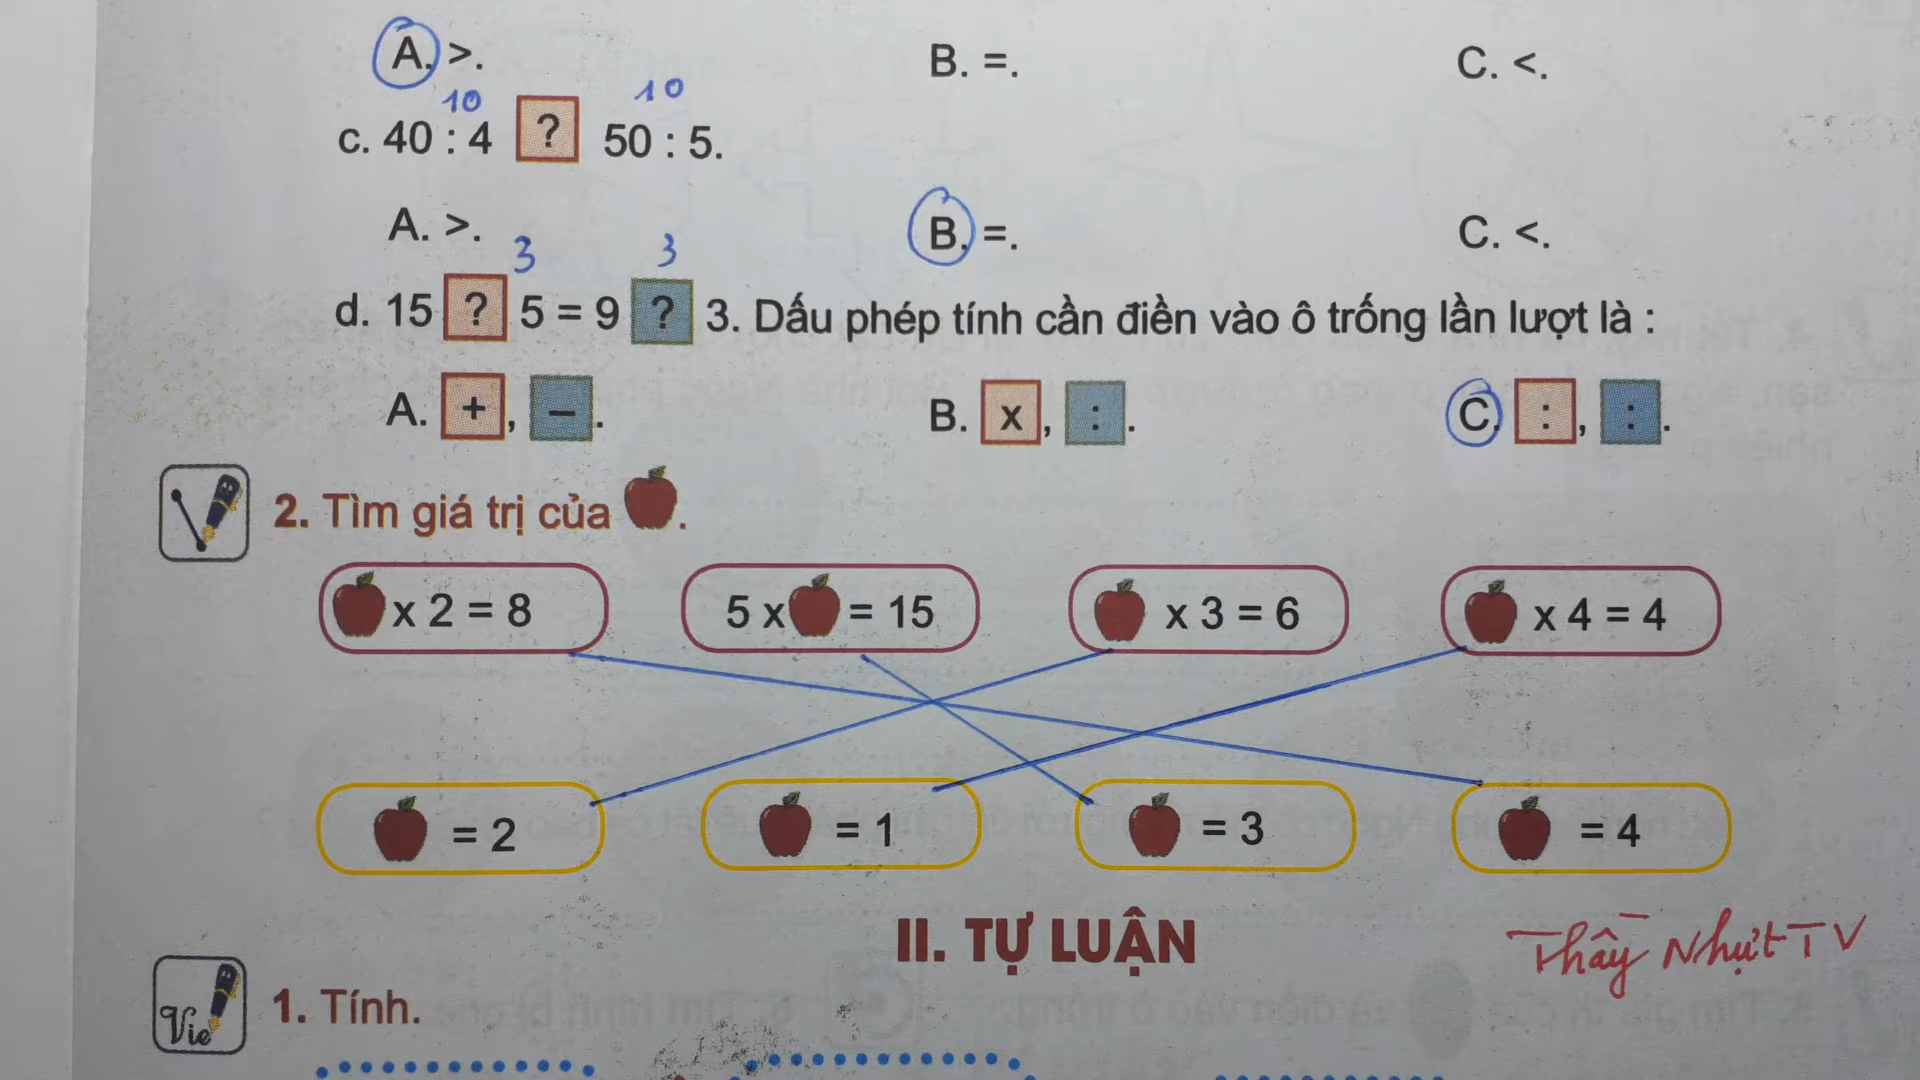 A. >. B. =. C. <.
10 10
c. 40 : 4 ? 50 : 5.
A. >. B. =. C. <.
3 3
d. 15 ? 5 = 9 ? 3. Dấu phép tính cần điền vào ô trống lần lượt là :
A. +, –. B. x, :. C. :, :.
2. Tìm giá trị của .
x 2 = 8 5 x = 15 x 3 = 6 x 4 = 4
= 2 = 1 = 3 = 4
II. TỰ LUẬN
Thầy Nhựt TV
Vie
1. Tính.